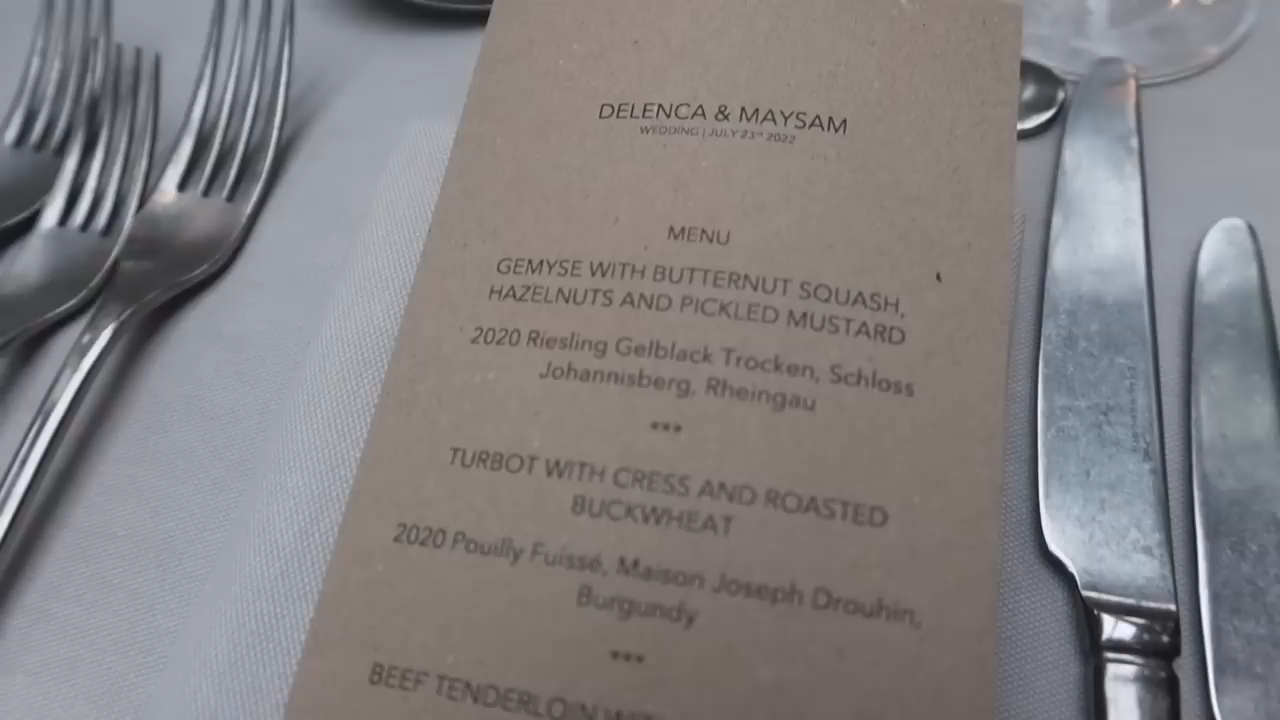 DELENCA & MAYSAM
WEDDING | JULY 23rd 2022
MENU
GEMYSE WITH BUTTERNUT SQUASH,
HAZELNUTS AND PICKLED MUSTARD
2020 Riesling Gelblack Trocken, Schloss
Johannisberg, Rheingau
***
TURBOT WITH CRESS AND ROASTED
BUCKWHEAT
2020 Pouilly Fuissé, Maison Joseph Drouhin,
Burgundy
***
BEEF TENDERLOIN